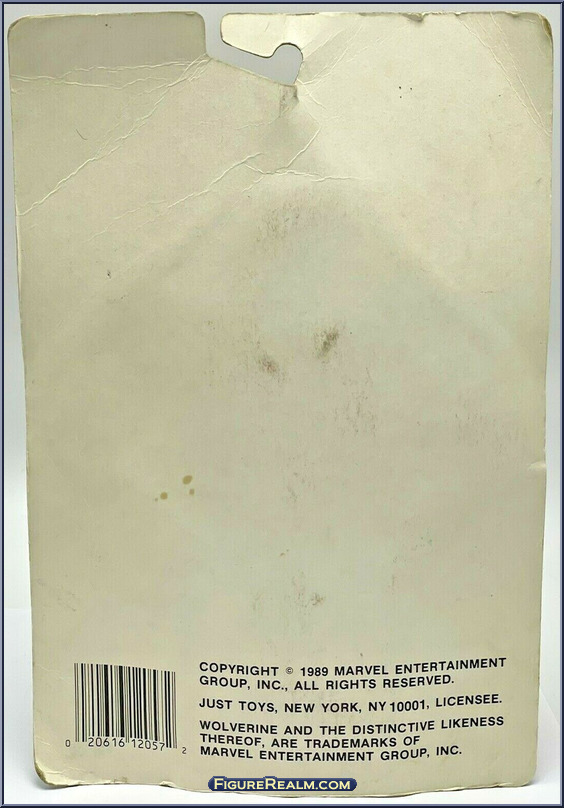 COPYRIGHT © 1989 MARVEL ENTERTAINMENT
GROUP, INC., ALL RIGHTS RESERVED.
JUST TOYS, NEW YORK, NY 10001, LICENSEE.
WOLVERINE AND THE DISTINCTIVE LIKENESS
THEREOF, ARE TRADEMARKS OF
MARVEL ENTERTAINMENT GROUP, INC.
0 20616 12057 2
FIGUREREALM.COM